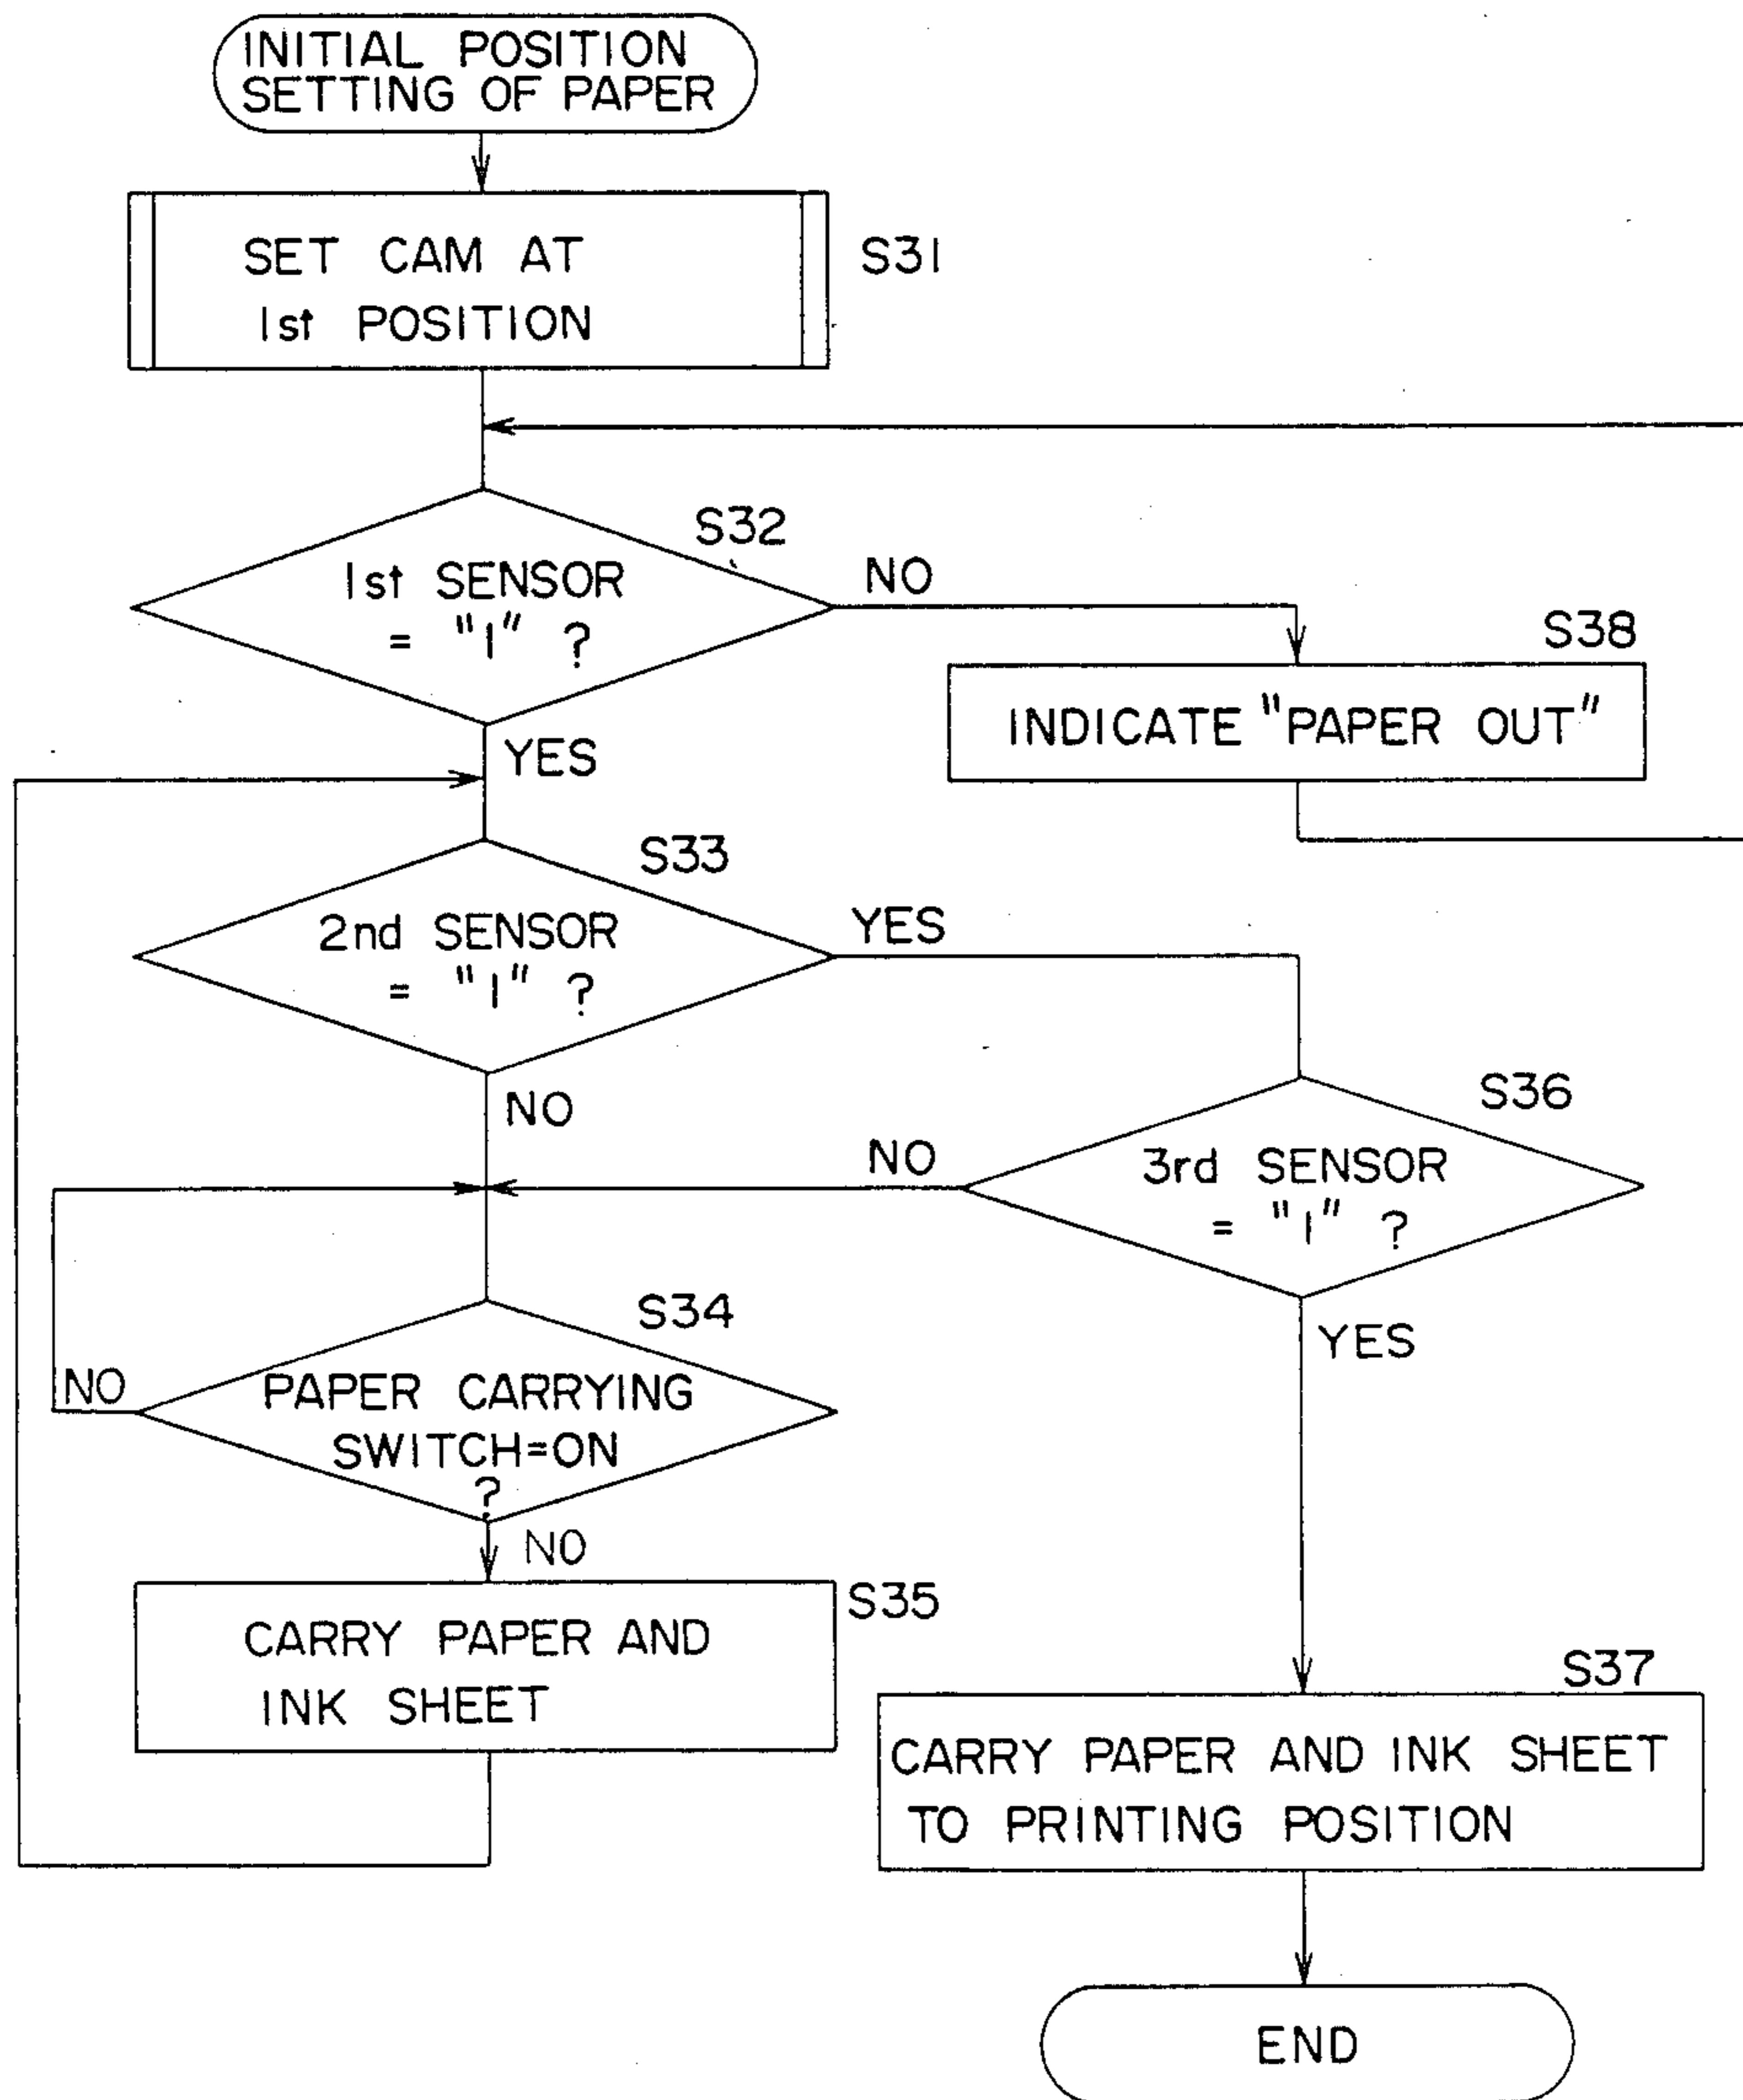 INITIAL POSITION
SETTING OF PAPER
SET CAM AT
1st POSITION
S31
S32
1st SENSOR
= "1" ?
NO
S38
INDICATE "PAPER OUT"
YES
S33
2nd SENSOR
= "1" ?
YES
NO
S36
3rd SENSOR
= "1" ?
NO
YES
S34
PAPER CARRYING
SWITCH=ON
?
NO
NO
S35
CARRY PAPER AND
INK SHEET
S37
CARRY PAPER AND INK SHEET
TO PRINTING POSITION
END